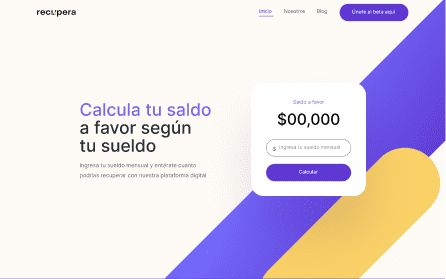 recupera
Inicio
Nosotros
Blog
Únete al beta aquí
Calcula tu saldo
a favor según
tu sueldo
Ingresa tu sueldo mensual y entérate cuánto
podrías recuperar con nuestra plataforma digital
Saldo a favor
$00,000
$ Ingresa tu sueldo mensual
Calcular